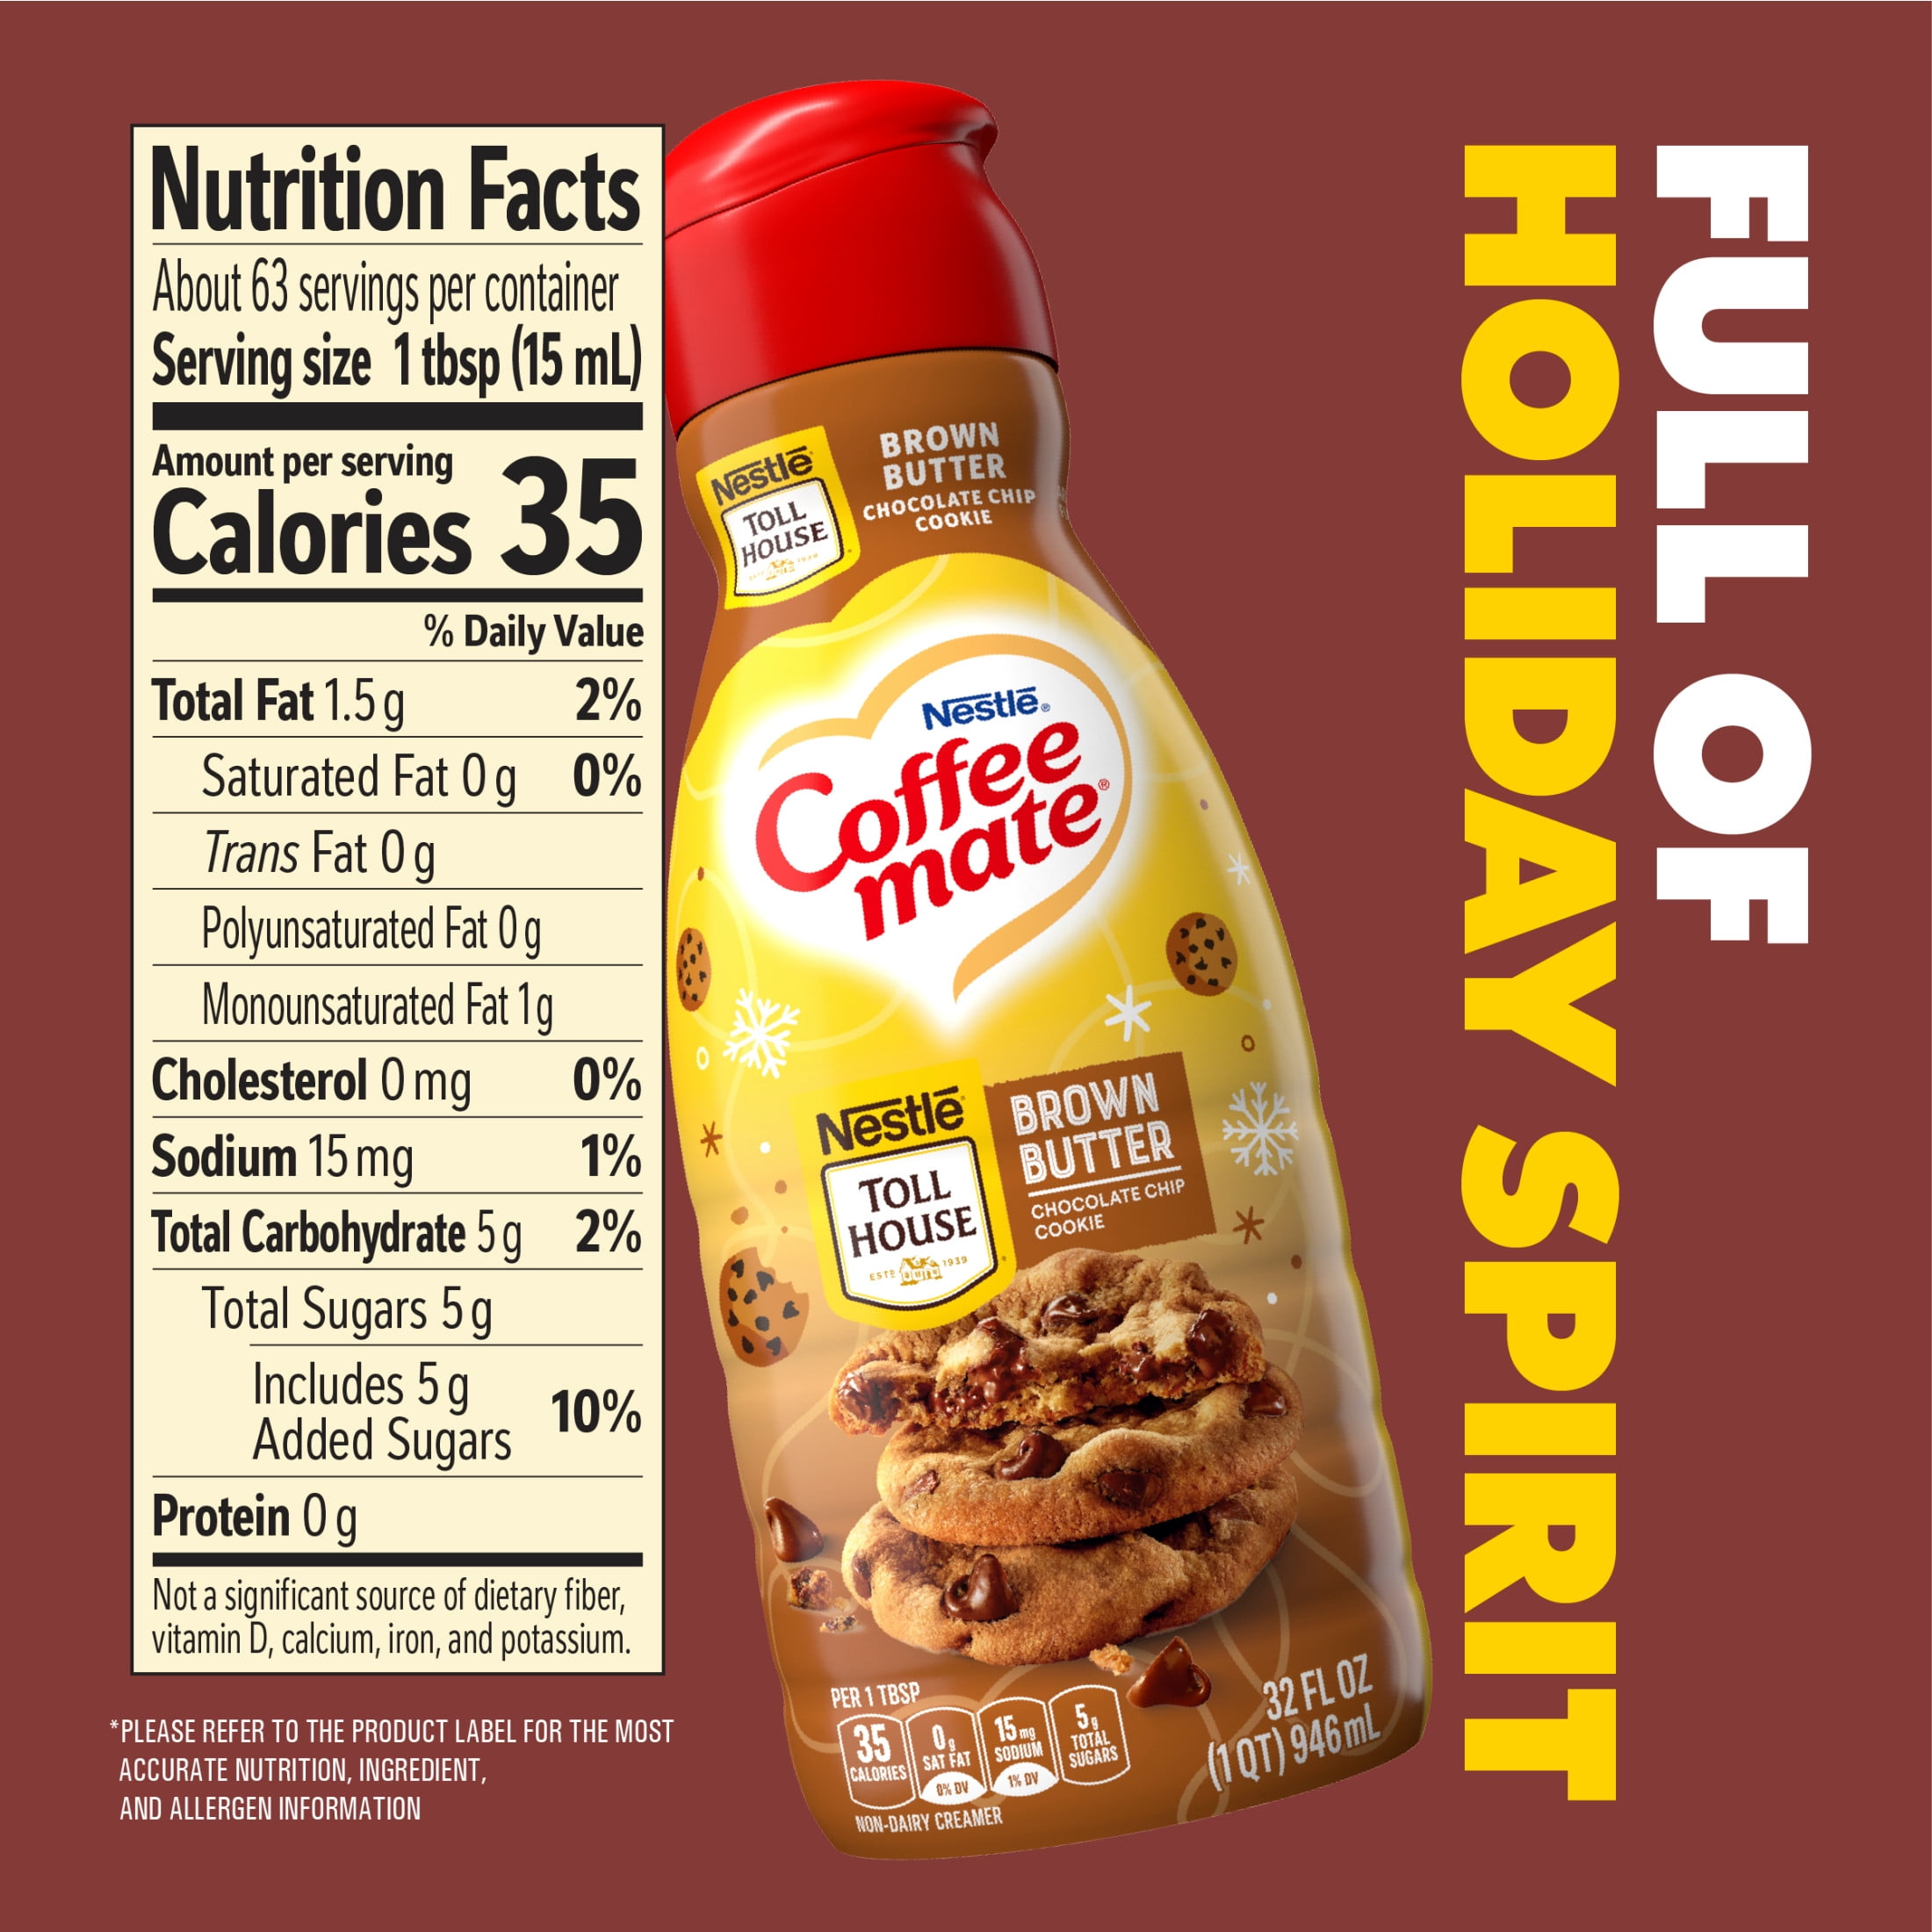 Nutrition Facts
About 63 servings per container
Serving size 1 tbsp (15 mL)
Amount per serving
Calories 35
% Daily Value
Total Fat 1.5 g 2%
Saturated Fat 0 g 0%
Trans Fat 0 g
Polyunsaturated Fat 0 g
Monounsaturated Fat 1 g
Cholesterol 0 mg 0%
Sodium 15 mg 1%
Total Carbohydrate 5 g 2%
Total Sugars 5 g
Includes 5 g
Added Sugars 10%
Protein 0 g
Not a significant source of dietary fiber,
vitamin D, calcium, iron, and potassium.
*PLEASE REFER TO THE PRODUCT LABEL FOR THE MOST
ACCURATE NUTRITION, INGREDIENT,
AND ALLERGEN INFORMATION
Nestlé
TOLL
HOUSE
BROWN
BUTTER
CHOCOLATE CHIP
COOKIE
Nestlé®
Coffee
mate®
Nestlé
TOLL
HOUSE
ESTD 1939
BROWN
BUTTER
CHOCOLATE CHIP
COOKIE
PER 1 TBSP
35
CALORIES
0g
SAT FAT
0% DV
15mg
SODIUM
1% DV
5g
TOTAL
SUGARS
NON-DAIRY CREAMER
32 FL OZ
(1 QT) 946mL
FULL OF
HOLIDAY SPIRIT